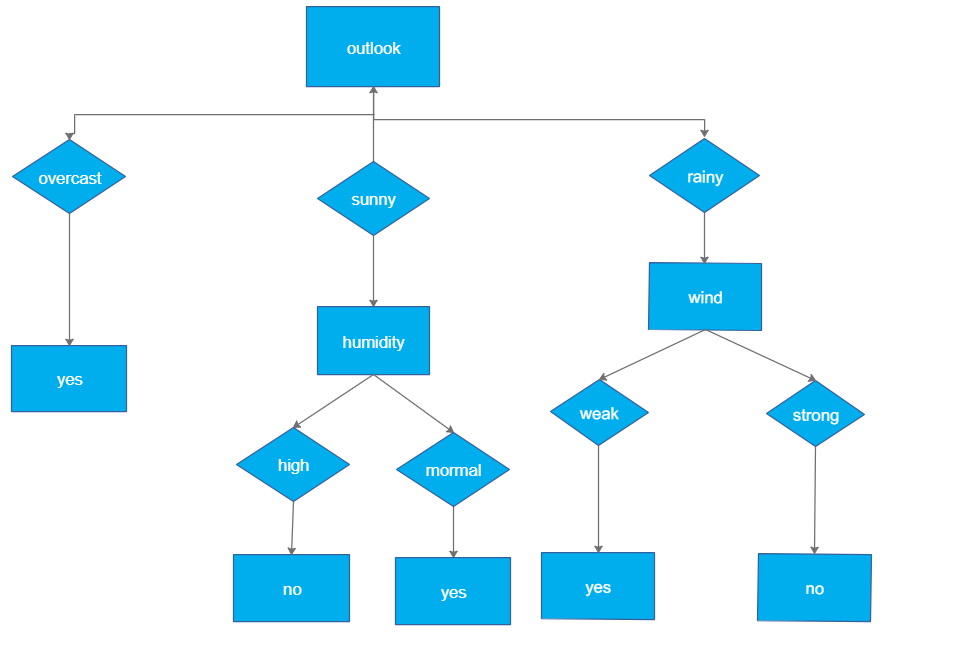 outlook
overcast
sunny
rainy
wind
humidity
yes
weak
strong
high
mormal
no
yes
yes
no